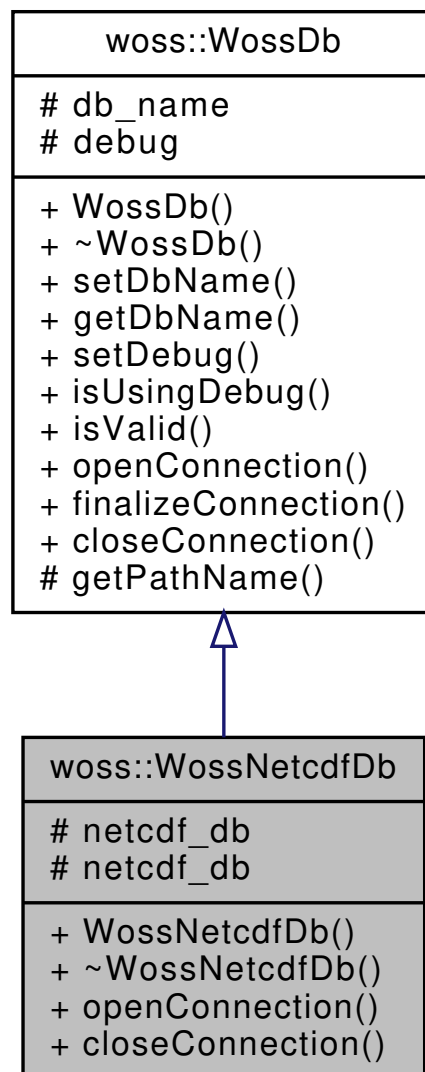 woss::WossDb
# db_name
# debug
+ WossDb()
+ ~WossDb()
+ setDbName()
+ getDbName()
+ setDebug()
+ isUsingDebug()
+ isValid()
+ openConnection()
+ finalizeConnection()
+ closeConnection()
# getPathName()
woss::WossNetcdfDb
# netcdf_db
# netcdf_db
+ WossNetcdfDb()
+ ~WossNetcdfDb()
+ openConnection()
+ closeConnection()